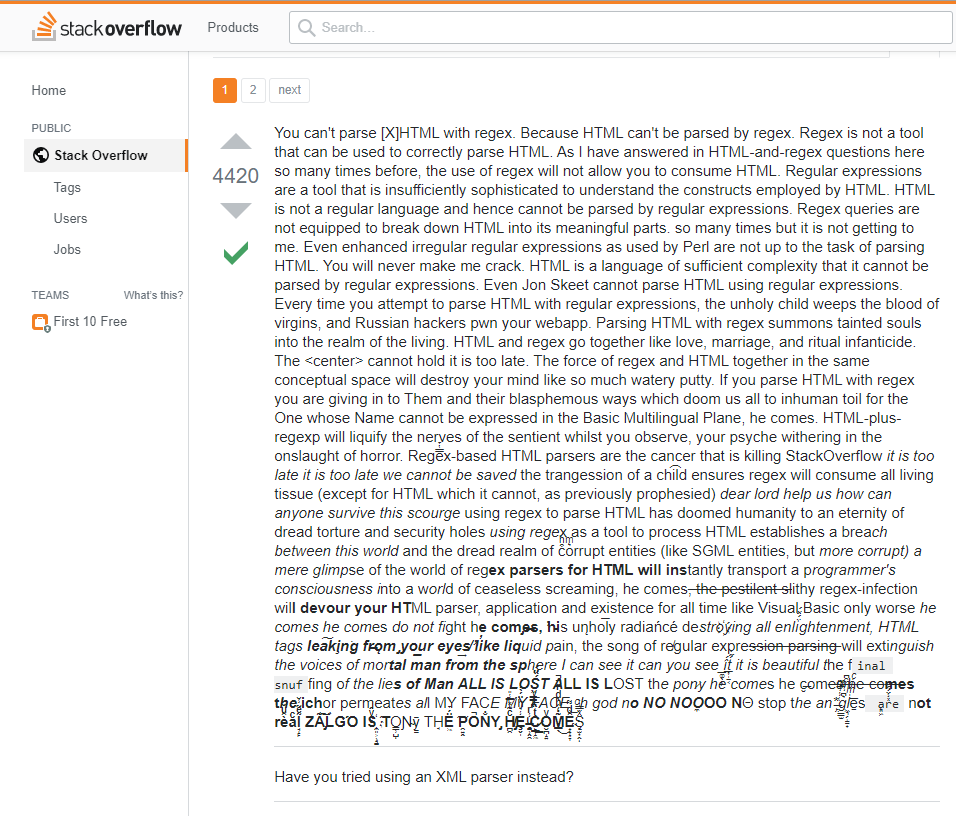 stackoverflow
Products
Search...
Home
PUBLIC
Stack Overflow
Tags
Users
Jobs
TEAMS
What's this?
First 10 Free
1 2 next
4420
You can't parse [X]HTML with regex. Because HTML can't be parsed by regex. Regex is not a tool
that can be used to correctly parse HTML. As I have answered in HTML-and-regex questions here
so many times before, the use of regex will not allow you to consume HTML. Regular expressions
are a tool that is insufficiently sophisticated to understand the constructs employed by HTML. HTML
is not a regular language and hence cannot be parsed by regular expressions. Regex queries are
not equipped to break down HTML into its meaningful parts. so many times but it is not getting to
me. Even enhanced irregular regular expressions as used by Perl are not up to the task of parsing
HTML. You will never make me crack. HTML is a language of sufficient complexity that it cannot be
parsed by regular expressions. Even Jon Skeet cannot parse HTML using regular expressions.
Every time you attempt to parse HTML with regular expressions, the unholy child weeps the blood of
virgins, and Russian hackers pwn your webapp. Parsing HTML with regex summons tainted souls
into the realm of the living. HTML and regex go together like love, marriage, and ritual infanticide.
The <center> cannot hold it is too late. The force of regex and HTML together in the same
conceptual space will destroy your mind like so much watery putty. If you parse HTML with regex
you are giving in to Them and their blasphemous ways which doom us all to inhuman toil for the
One whose Name cannot be expressed in the Basic Multilingual Plane, he comes. HTML-plus-
regexp will liquify the nerves of the sentient whilst you observe, your psyche withering in the
onslaught of horror. Regex-based HTML parsers are the cancer that is killing StackOverflow it is too
late it is too late we cannot be saved the trangession of a child ensures regex will consume all living
tissue (except for HTML which it cannot, as previously prophesied) dear lord help us how can
anyone survive this scourge using regex to parse HTML has doomed humanity to an eternity of
dread torture and security holes using regex as a tool to process HTML establishes a breach
between this world and the dread realm of corrupt entities (like SGML entities, but more corrupt) a
mere glimpse of the world of regex parsers for HTML will instantly transport a programmer's
consciousness into a world of ceaseless screaming, he comes, the pestilent slithy regex-infection
will devour your HTML parser, application and existence for all time like Visual Basic only worse he
comes he comes do not fight he comes, his unholy radiańcé destroying all enlightenment, HTML
tags leaking from your eyes like liquid pain, the song of regular expression parsing will extinguish
the voices of mortal man from the sphere I can see it can you see it it is beautiful the f inal
snuf fing of the lies of Man ALL IS LOST ALL IS LOST the pony he comes he comes he comes
the ichor permeates all MY FACE MY FACE oh god no NO NOOOO NΘ stop the angles are not
real ZALGO IS TONY THE PONY HE COMES
Have you tried using an XML parser instead?